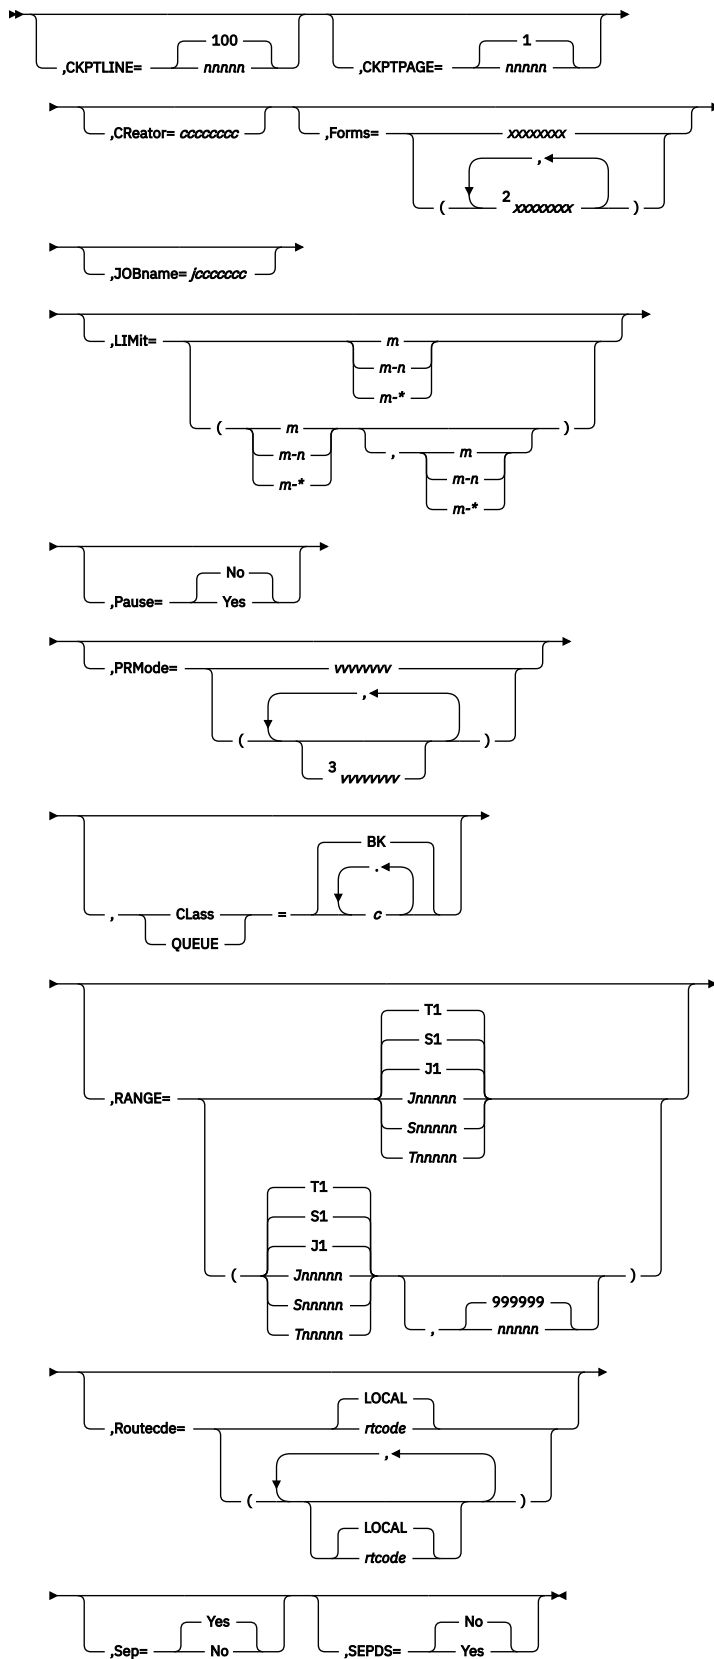 100 1
,CKPTLINE= nnnnn ,CKPTPAGE= nnnnn
,CReator= cccccccc ,Forms= xxxxxxxx
,
( 2 xxxxxxxx )
,JOBname= jccccccc
,LIMit= m
m-n
m-*
( m , m )
m-n m-n
m-* m-*
No
,Pause= Yes
,PRMode= vvvvvvvv
,
( )
3 vvvvvvvv
BK
.
, CLass = c
QUEUE
T1
S1
J1
,RANGE= Jnnnnn
Snnnnn
Tnnnnn
T1
S1
J1
( Jnnnnn )
Snnnnn 999999
Tnnnnn , nnnnn
LOCAL
,Routecde= rtcode
,
( )
LOCAL
rtcode
Yes No
,Sep= No ,SEPDS= Yes